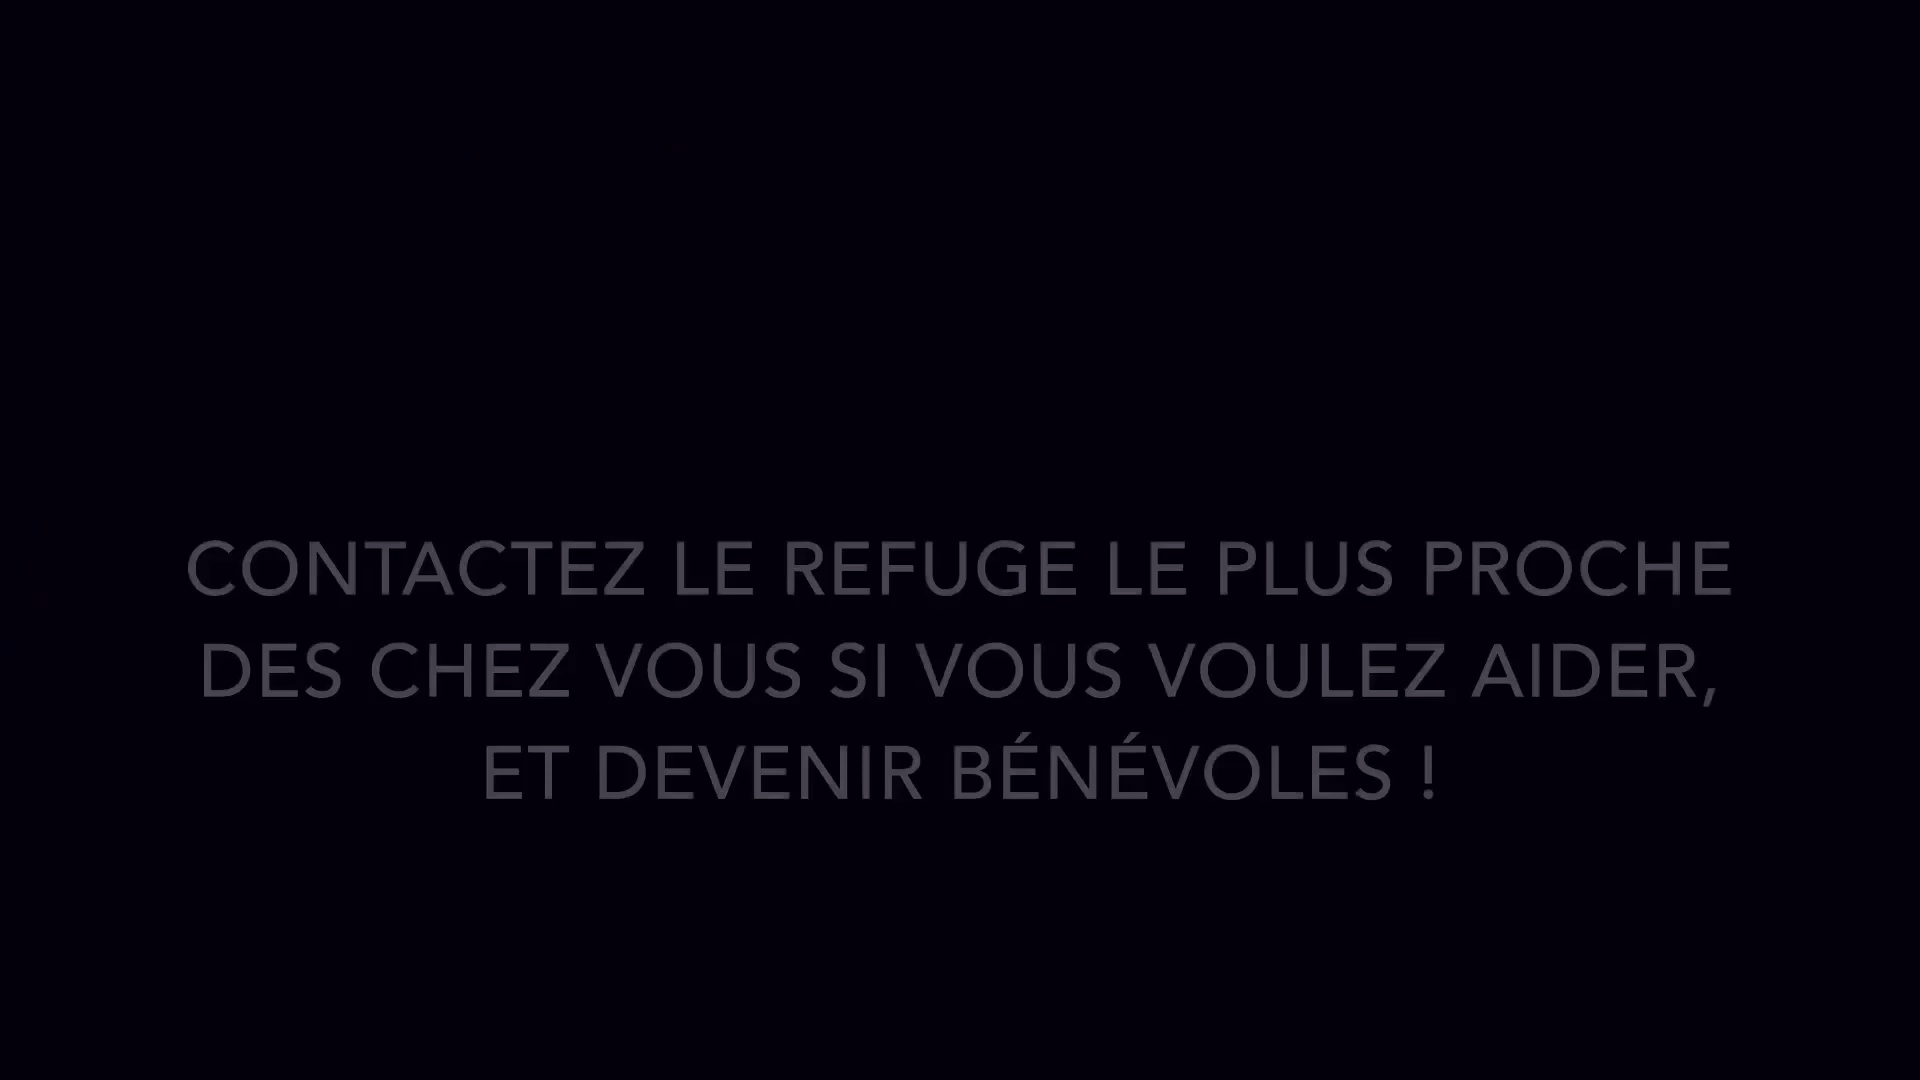 CONTACTEZ LE REFUGE LE PLUS PROCHE
DES CHEZ VOUS SI VOUS VOULEZ AIDER,
ET DEVENIR BÉNÉVOLES !